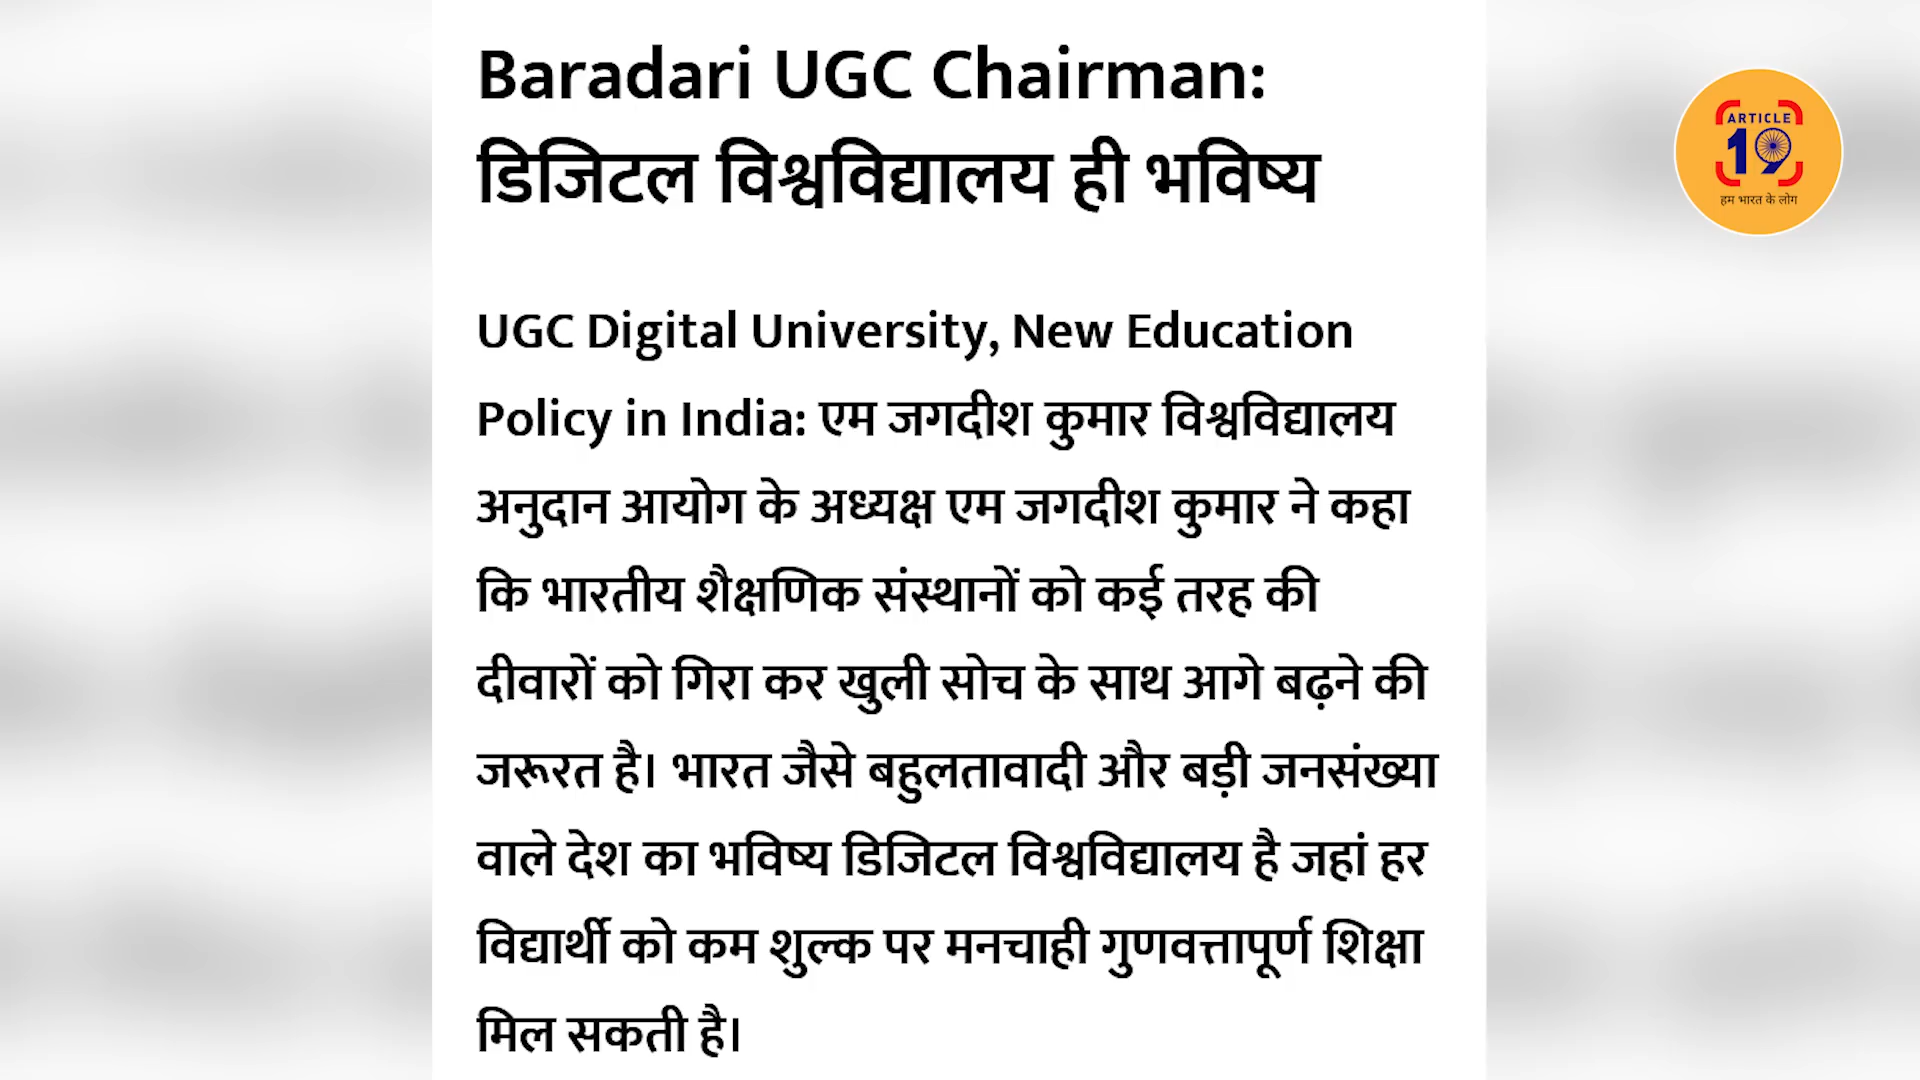 Baradari UGC Chairman:
डिजिटल विश्वविद्यालय ही भविष्य
UGC Digital University, New Education
Policy in India: एम जगदीश कुमार विश्वविद्यालय
अनुदान आयोग के अध्यक्ष एम जगदीश कुमार ने कहा
कि भारतीय शैक्षणिक संस्थानों को कई तरह की
दीवारों को गिरा कर खुली सोच के साथ आगे बढ़ने की
जरूरत है। भारत जैसे बहुलतावादी और बड़ी जनसंख्या
वाले देश का भविष्य डिजिटल विश्वविद्यालय है जहां हर
विद्यार्थी को कम शुल्क पर मनचाही गुणवत्तापूर्ण शिक्षा
मिल सकती है।
ARTICLE
19
हम भारत के लोग